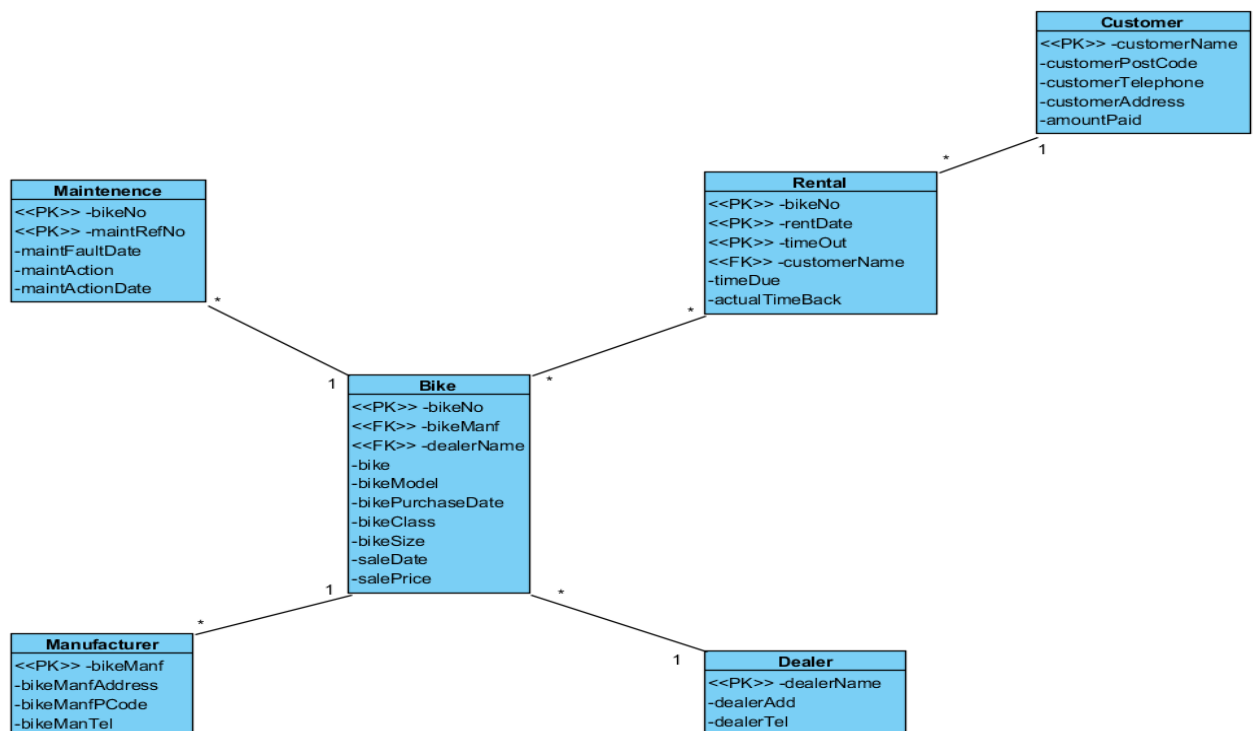 Customer
<<PK>> -customerName
-customerPostCode
-customerTelephone
-customerAddress
-amountPaid
1
*
Rental
<<PK>> -bikeNo
<<PK>> -rentDate
<<PK>> -timeOut
<<FK>> -customerName
-timeDue
-actualTimeBack
*
*
Maintenence
<<PK>> -bikeNo
<<PK>> -maintRefNo
-maintFaultDate
-maintAction
-maintActionDate
*
1
Bike
<<PK>> -bikeNo
<<FK>> -bikeManf
<<FK>> -dealerName
-bike
-bikeModel
-bikePurchaseDate
-bikeClass
-bikeSize
-saleDate
-salePrice
1
*
*
1
Manufacturer
<<PK>> -bikeManf
-bikeManfAddress
-bikeManfPCode
-bikeManTel
Dealer
<<PK>> -dealerName
-dealerAdd
-dealerTel